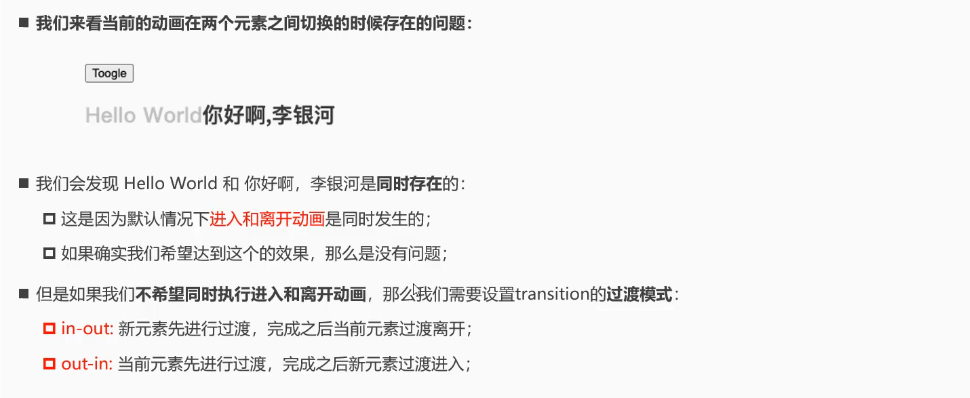 我们来看当前的动画在两个元素之间切换的时候存在的问题：
Toogle
Hello World你好啊,李银河
我们会发现 Hello World 和 你好啊，李银河是同时存在的：
这是因为默认情况下进入和离开动画是同时发生的；
如果确实我们希望达到这个的效果，那么是没有问题；
但是如果我们不希望同时执行进入和离开动画，那么我们需要设置transition的过渡模式：
in-out: 新元素先进行过渡，完成之后当前元素过渡离开；
out-in: 当前元素先进行过渡，完成之后新元素过渡进入；